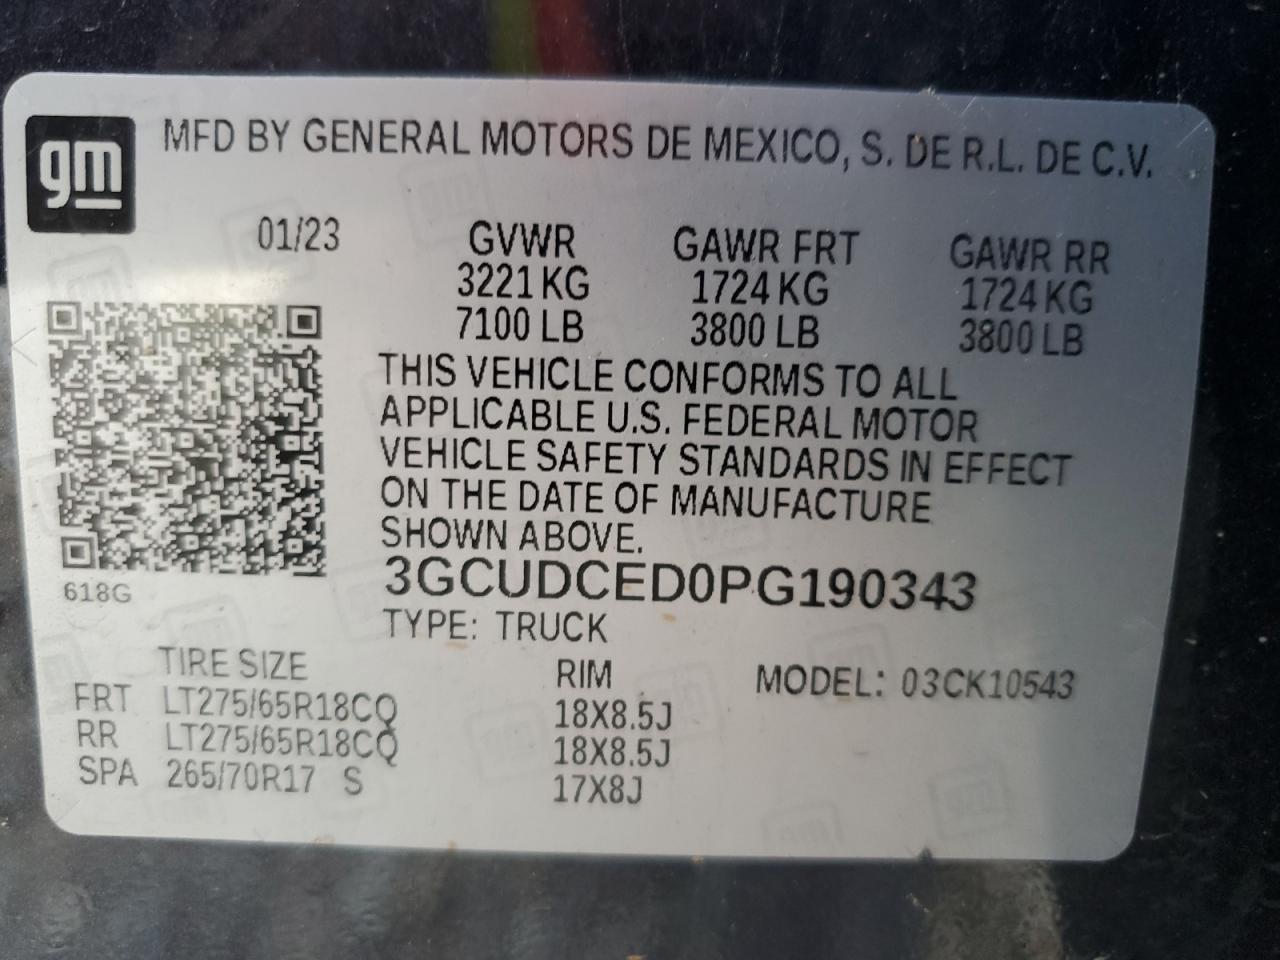 gm
MFD BY GENERAL MOTORS DE MEXICO, S. DE R.L. DE C.V.
01/23 GVWR GAWR FRT GAWR RR
3221 KG 1724 KG 1724 KG
7100 LB 3800 LB 3800 LB
THIS VEHICLE CONFORMS TO ALL
APPLICABLE U.S. FEDERAL MOTOR
VEHICLE SAFETY STANDARDS IN EFFECT
ON THE DATE OF MANUFACTURE
SHOWN ABOVE.
618G
3GCUDCED0PG190343
TYPE: TRUCK
TIRE SIZE RIM MODEL: 03CK10543
FRT LT275/65R18CQ 18X8.5J
RR LT275/65R18CQ 18X8.5J
SPA 265/70R17 S 17X8J